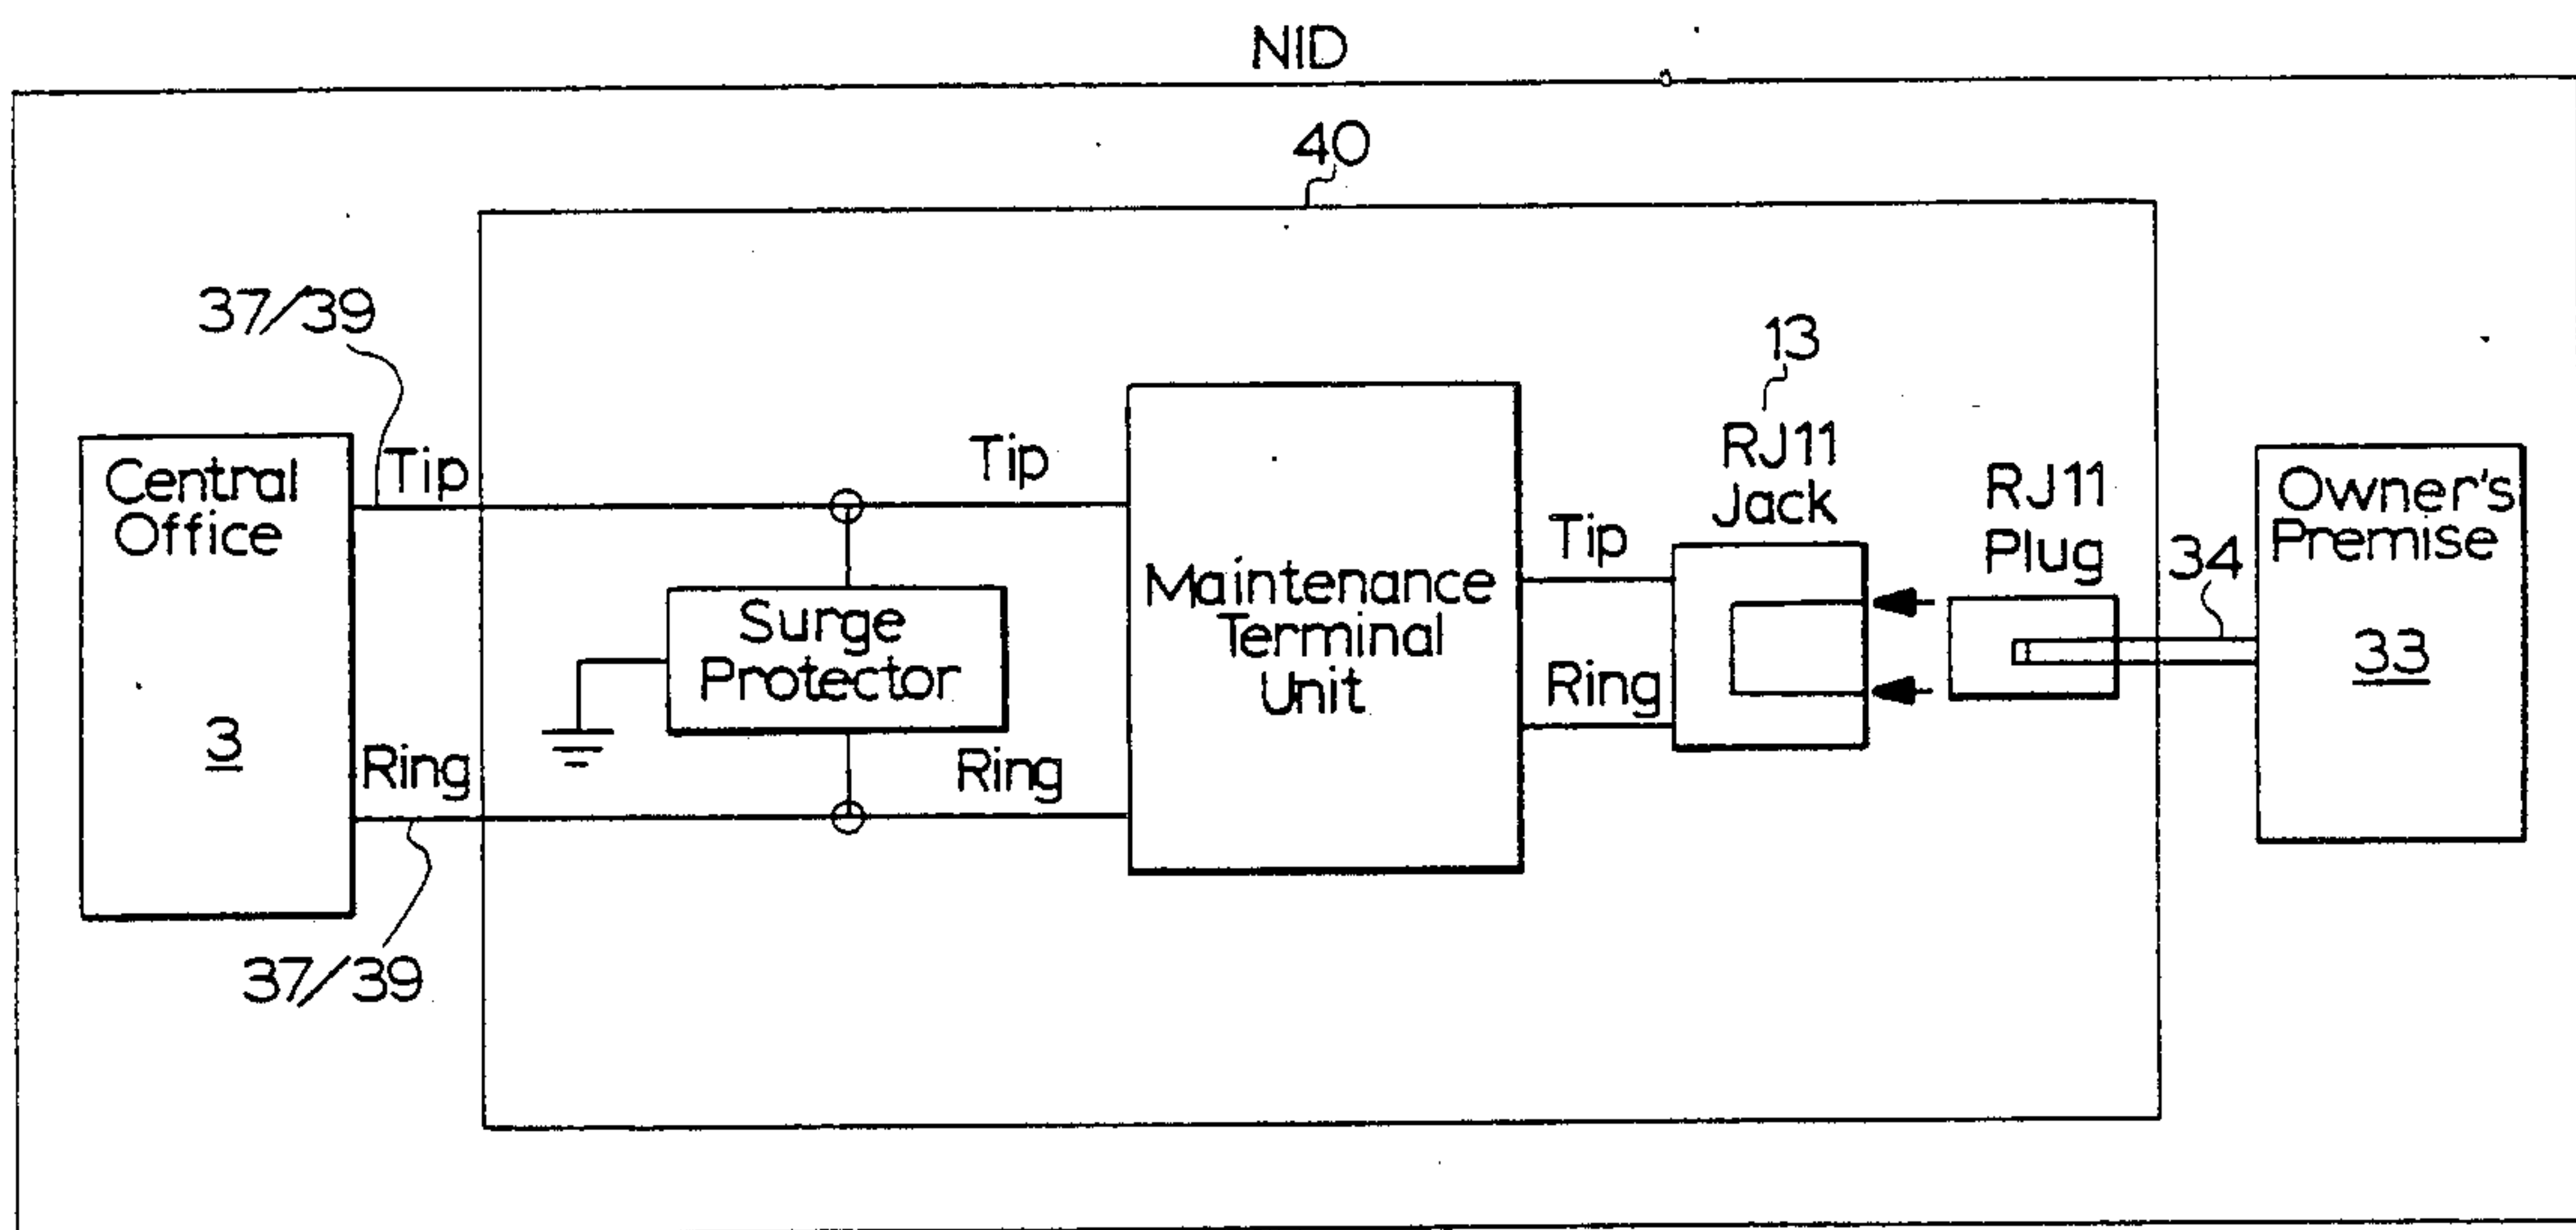 NID
40
37/39
13
Central
Office
3
Tip
Ring
37/39
Tip
Surge
Protector
Ring
Maintenance
Terminal
Unit
Tip
Ring
RJ11
Jack
RJ11
Plug
34
Owner's
Premise
33